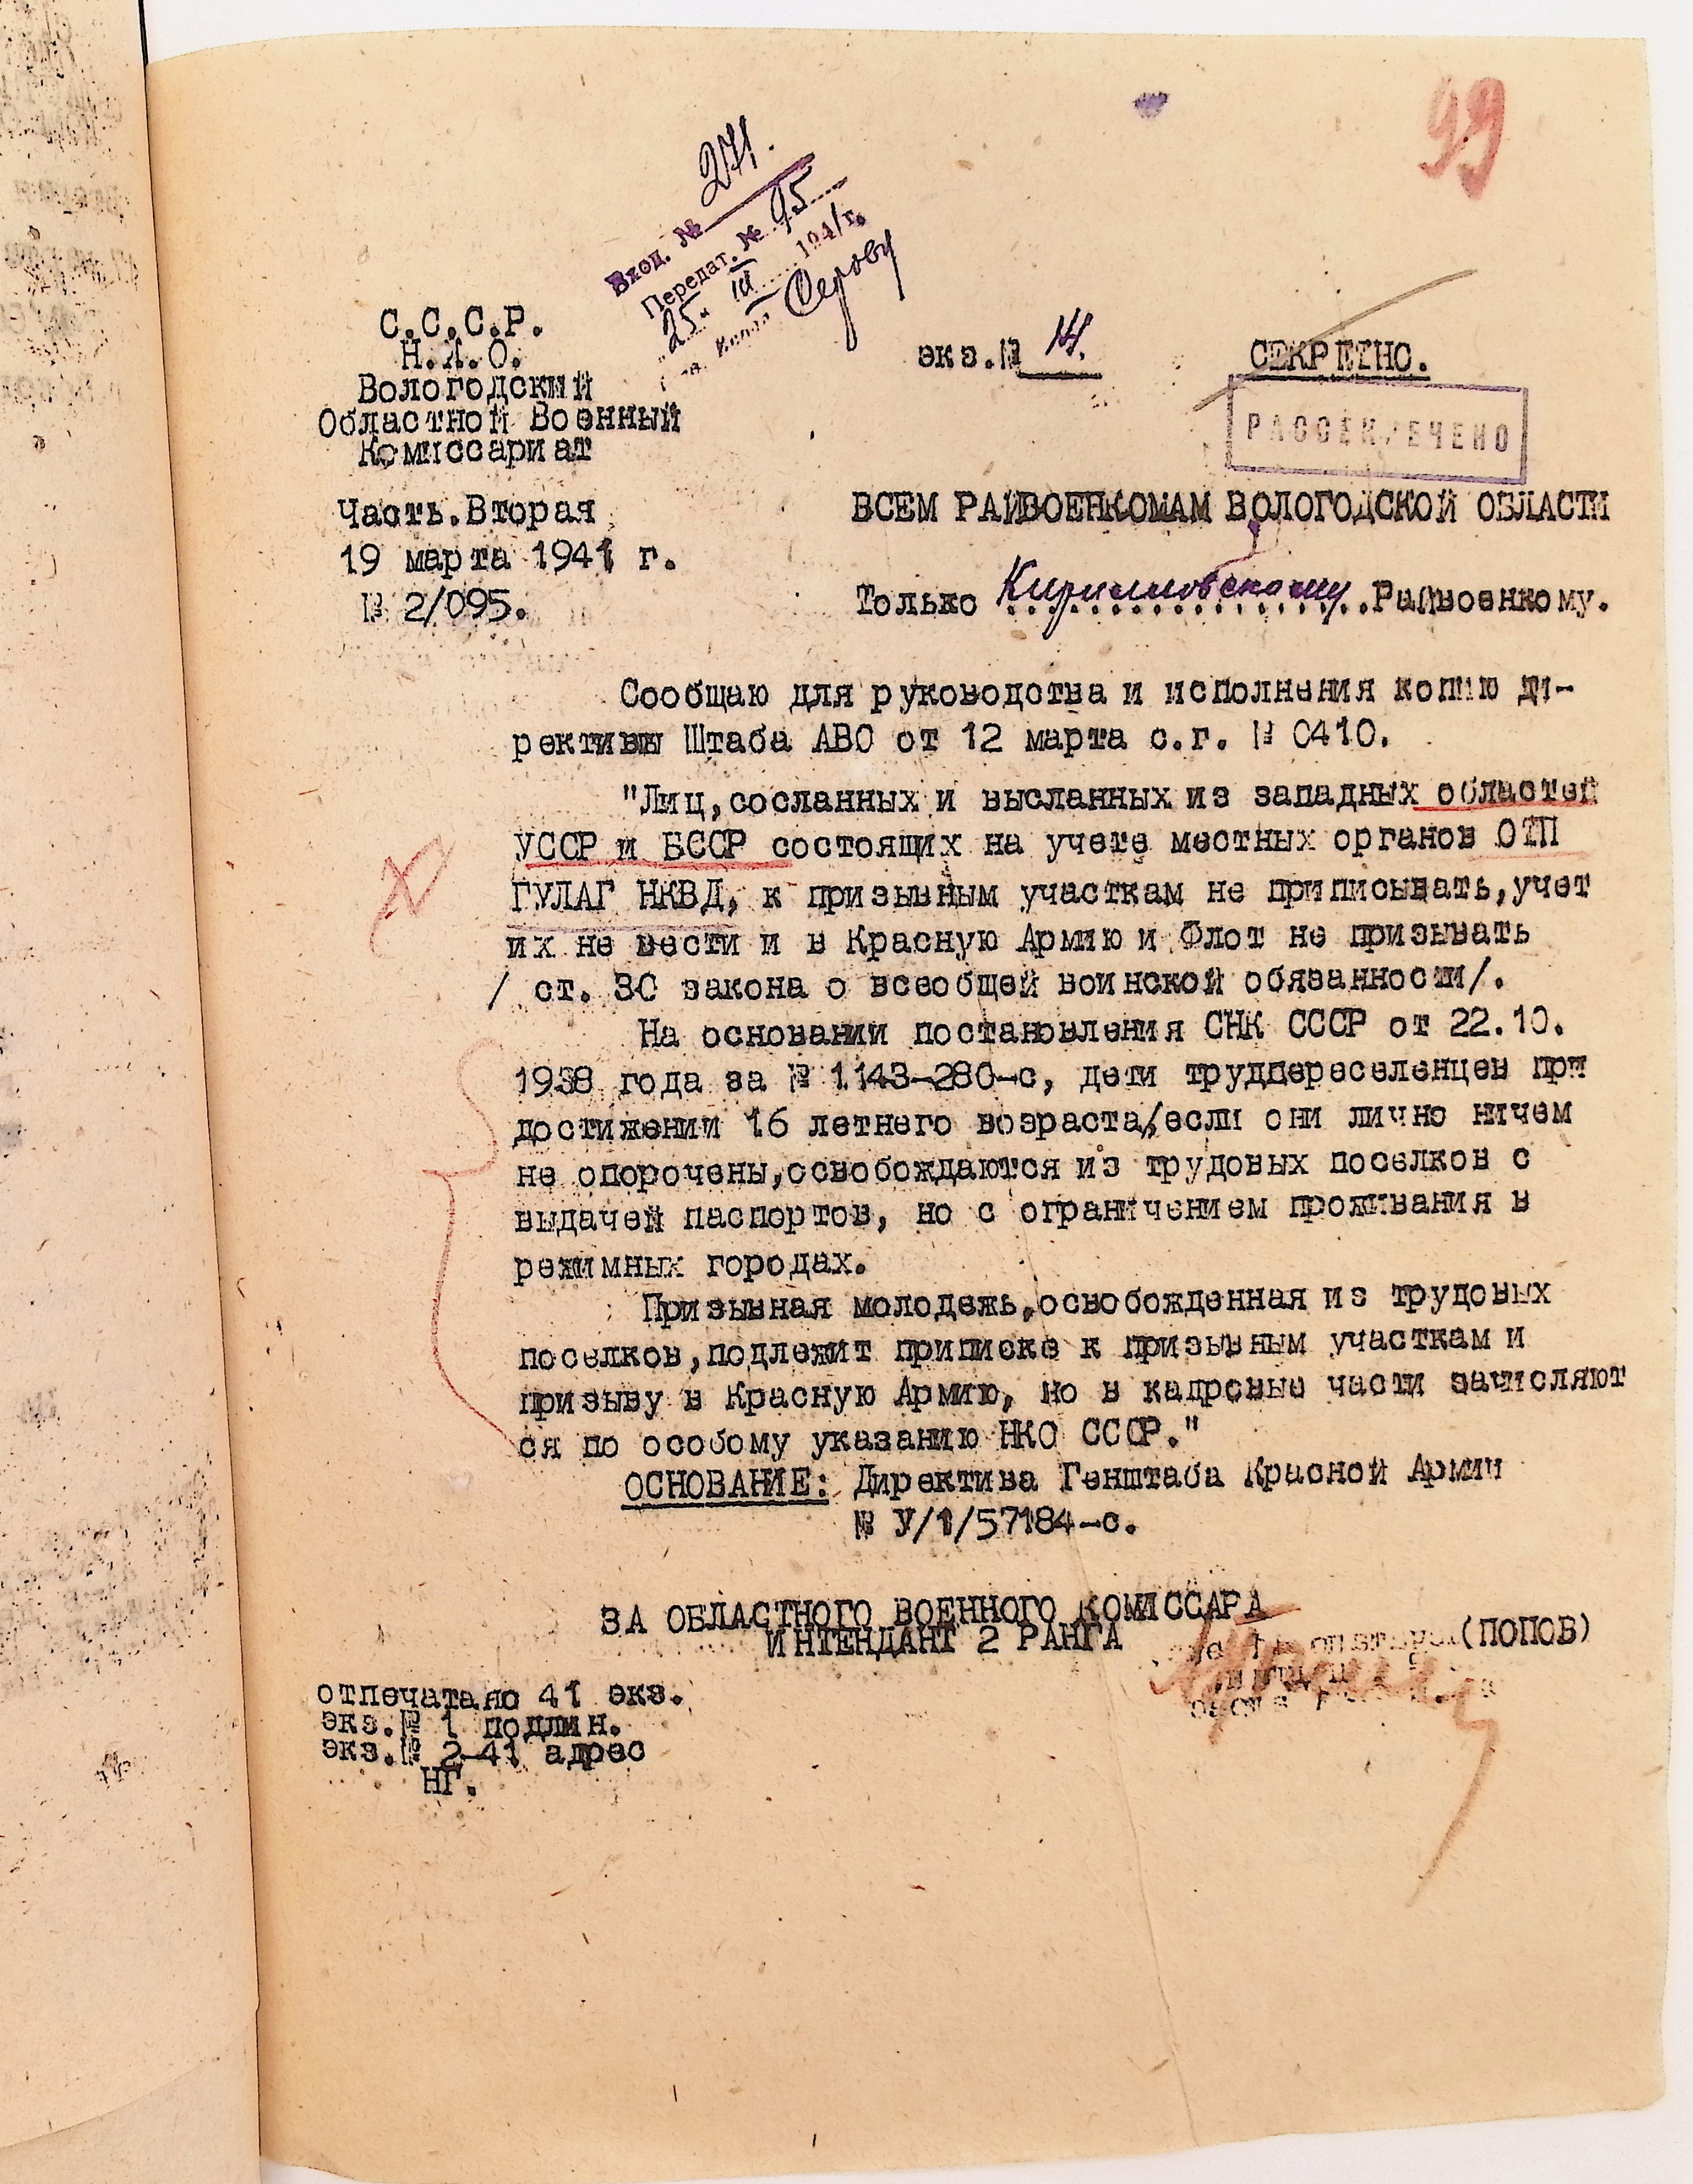 99
Вход. № 271.
Передат. № 95
"25" III 1941 г.
Серову
С.С.С.Р.
Н.К.О.
Вологодский
Областной Военный
Комиссариат
Часть.Вторая
19 марта 1941 г.
№ 2/095.
экз.№ 14.
СЕКРЕТНО.
РАССЕКРЕЧЕНО
ВСЕМ РАЙВОЕНКОМАМ ВОЛОГОДСКОЙ ОБЛАСТИ
Только Кирилловскому Райвоенкому.
Сообщаю для руководства и исполнения копию ди-
рективы Штаба АВО от 12 марта с.г. № 0410.
"Лиц,сосланных и высланных из западных областей
УССР и БССР состоящих на учете местных органов ОТП
ГУЛАГ НКВД, к призывным участкам не приписывать,учет
их не вести и в Красную Армию и Флот не призывать
/ ст. 30 закона о всеобщей воинской обязанности/.
На основании постановления СНК СССР от 22.10.
1938 года за № 1143-280-с, дети трудпереселенцев при
достижении 16 летнего возраста/если они лично ничем
не опорочены,освобождаются из трудовых поселков с
выдачей паспортов, но с ограничением проживания в
режимных городах.
Призывная молодежь,освобожденная из трудовых
поселков,подлежит приписке к призывным участкам и
призыву в Красную Армию, но в кадровые части зачисляют
ся по особому указанию НКО СССР."
ОСНОВАНИЕ: Директива Генштаба Красной Армии
№ У/1/57184-с.
ЗА ОБЛАСТНОГО ВОЕННОГО КОМИССАРА
ИНТЕНДАНТ 2 РАНГА (ПОПОВ)
отпечатано 41 экз.
экз.№ 1 подлин.
экз.№ 2-41 адрес
НГ.